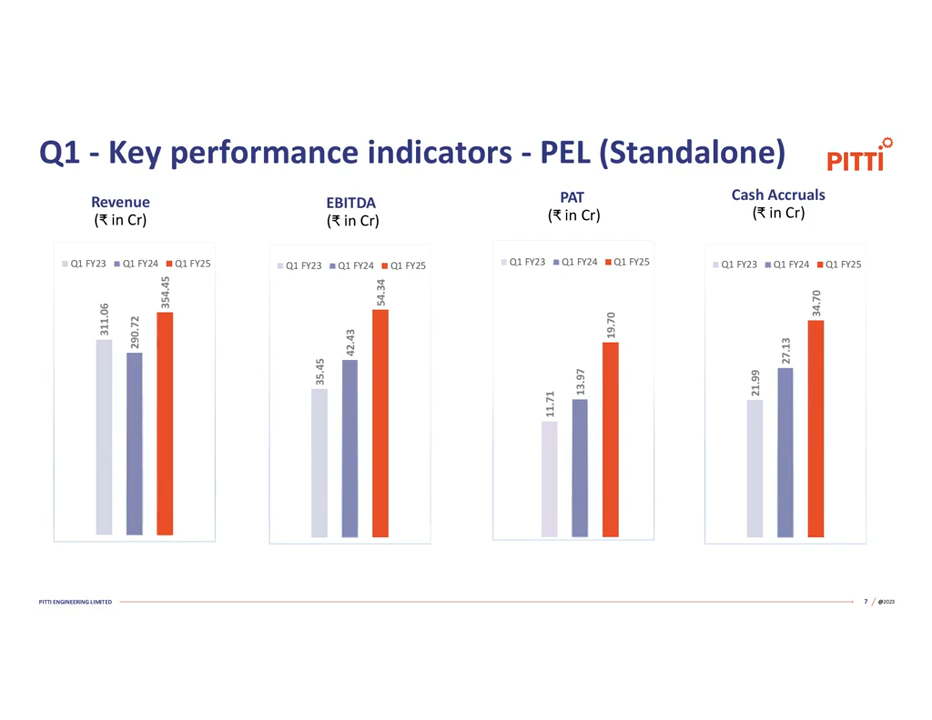 Q1 - Key performance indicators - PEL (Standalone)
PITTI
Revenue
(₹ in Cr)
Q1 FY23 Q1 FY24 Q1 FY25
311.06
290.72
354.45
EBITDA
(₹ in Cr)
Q1 FY23 Q1 FY24 Q1 FY25
35.45
42.43
54.34
PAT
(₹ in Cr)
Q1 FY23 Q1 FY24 Q1 FY25
11.71
13.97
19.70
Cash Accruals
(₹ in Cr)
Q1 FY23 Q1 FY24 Q1 FY25
21.99
27.13
34.70
PITTI ENGINEERING LIMITED
7 / @2023